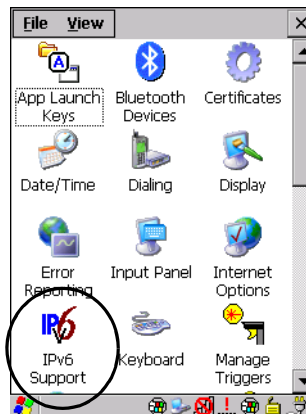 File View
App Launch Keys
Bluetooth Devices
Certificates
Date/Time
Dialing
Display
Error Reporting
Input Panel
Internet Options
IPv6
IPv6 Support
Keyboard
Manage Triggers